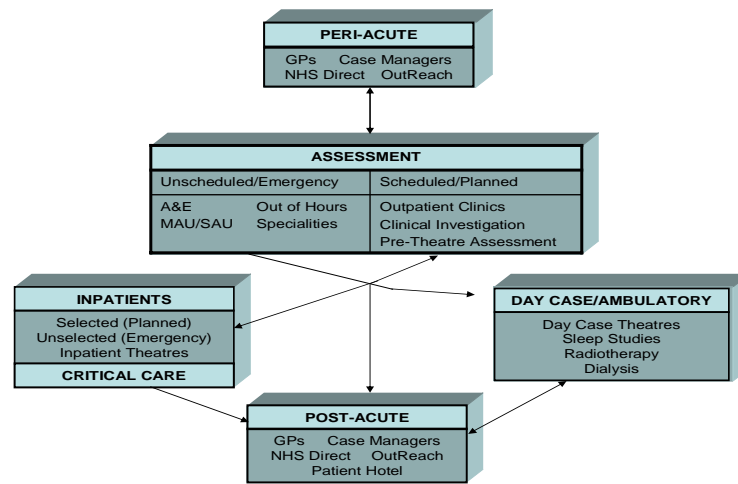 PERI-ACUTE
GPs Case Managers
NHS Direct OutReach
ASSESSMENT
Unscheduled/Emergency
A&E Out of Hours
MAU/SAU Specialities
Scheduled/Planned
Outpatient Clinics
Clinical Investigation
Pre-Theatre Assessment
INPATIENTS
Selected (Planned)
Unselected (Emergency)
Inpatient Theatres
CRITICAL CARE
DAY CASE/AMBULATORY
Day Case Theatres
Sleep Studies
Radiotherapy
Dialysis
POST-ACUTE
GPs Case Managers
NHS Direct OutReach
Patient Hotel